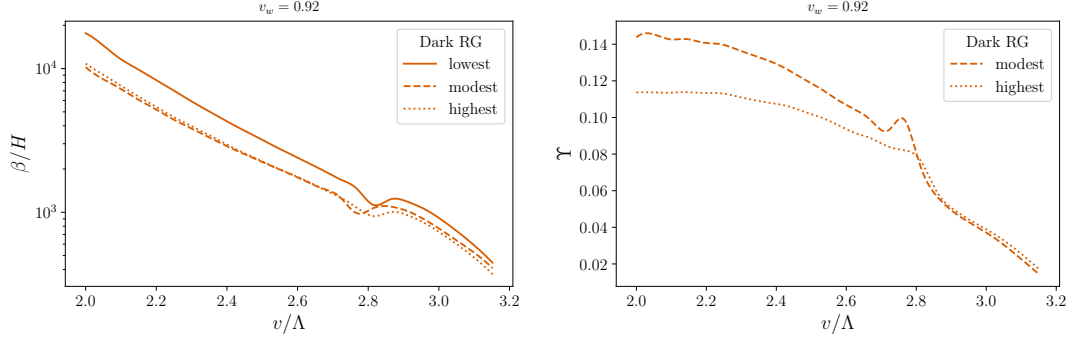 v_w = 0.92
Dark RG
lowest
modest
highest
10^4
10^3
β/H
2.0 2.2 2.4 2.6 2.8 3.0 3.2
v/Λ
v_w = 0.92
Dark RG
modest
highest
0.14
0.12
0.10
0.08
0.06
0.04
0.02
Υ
2.0 2.2 2.4 2.6 2.8 3.0 3.2
v/Λ